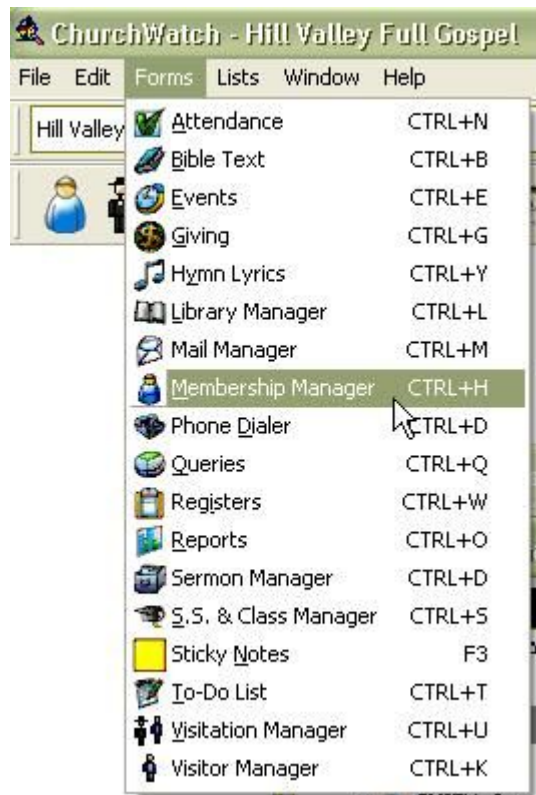 ChurchWatch - Hill Valley Full Gospel
File Edit Forms Lists Window Help
Hill Valley
Attendance CTRL+N
Bible Text CTRL+B
Events CTRL+E
Giving CTRL+G
Hymn Lyrics CTRL+Y
Library Manager CTRL+L
Mail Manager CTRL+M
Membership Manager CTRL+H
Phone Dialer CTRL+D
Queries CTRL+Q
Registers CTRL+W
Reports CTRL+O
Sermon Manager CTRL+D
S.S. & Class Manager CTRL+S
Sticky Notes F3
To-Do List CTRL+T
Visitation Manager CTRL+U
Visitor Manager CTRL+K